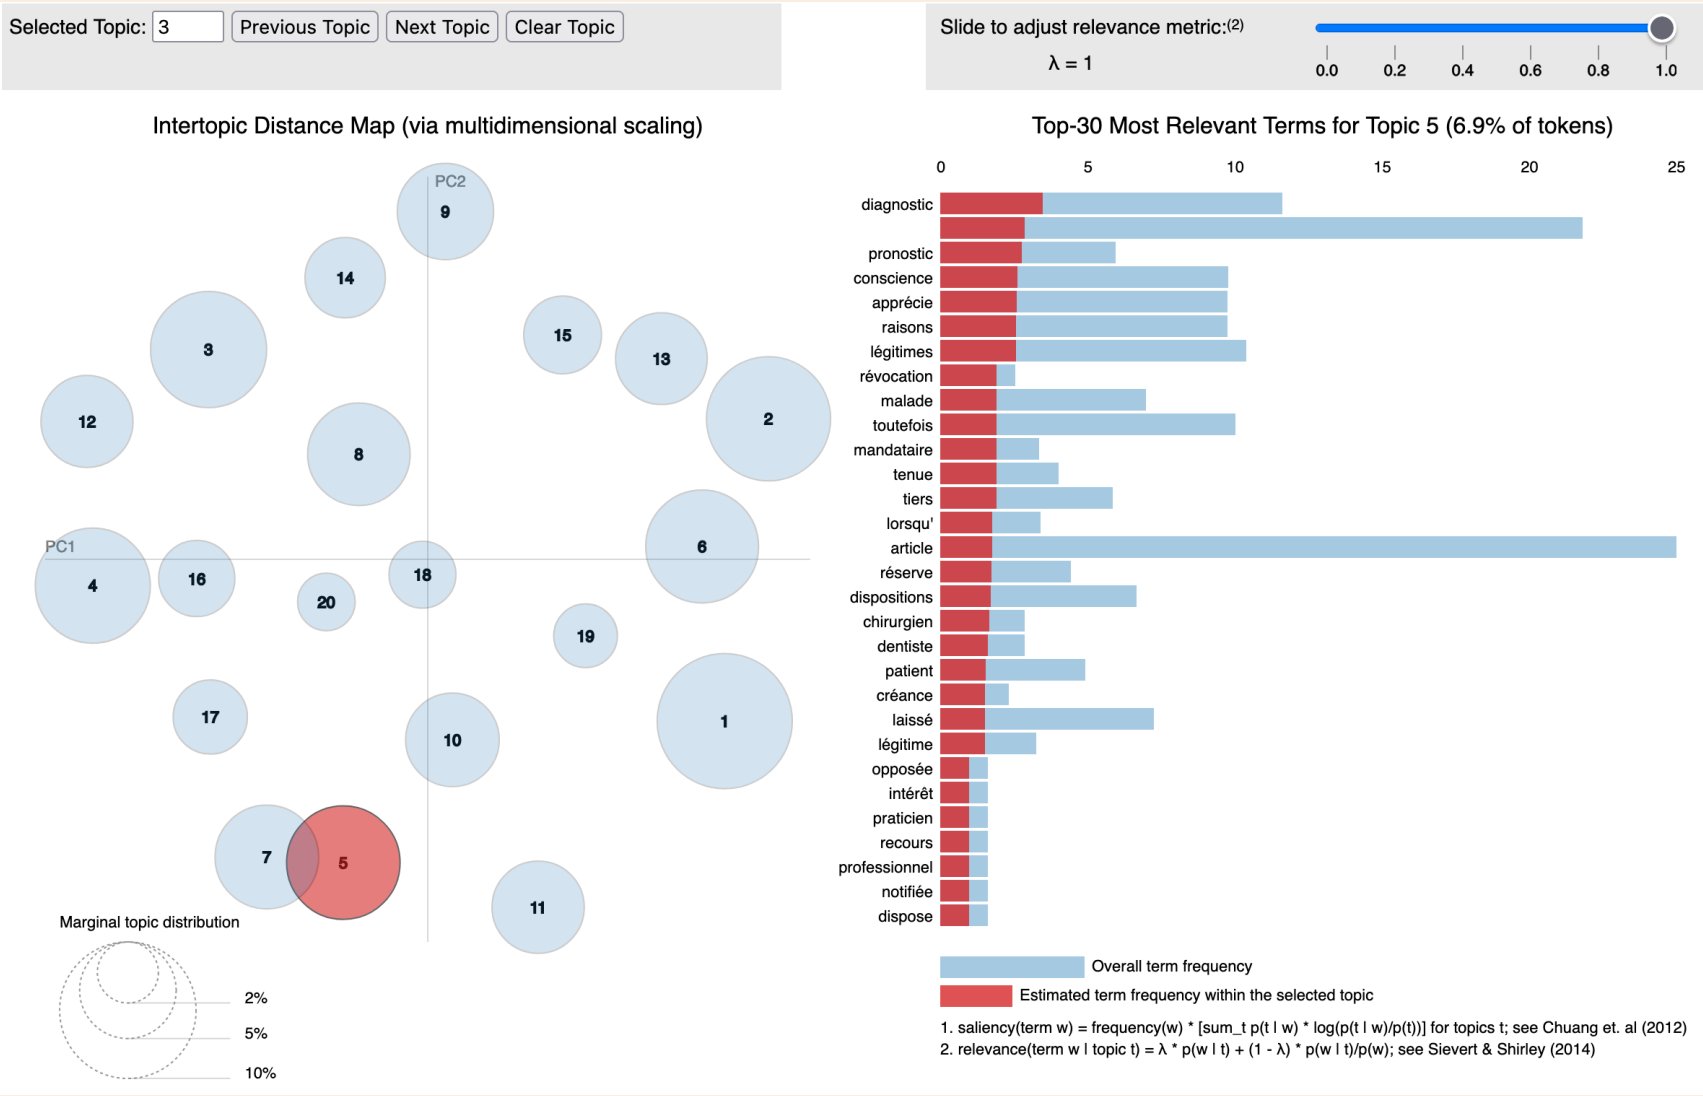 Selected Topic: 3 Previous Topic Next Topic Clear Topic
Slide to adjust relevance metric:(2)
λ = 1
0.0 0.2 0.4 0.6 0.8 1.0
Intertopic Distance Map (via multidimensional scaling)
PC2
9
14
15
3
13
12
2
8
6
PC1
4
16
18
20
19
17
10
1
7
5
11
Marginal topic distribution
2%
5%
10%
Top-30 Most Relevant Terms for Topic 5 (6.9% of tokens)
0 5 10 15 20 25
diagnostic
pronostic
conscience
apprécie
raisons
légitimes
révocation
malade
toutefois
mandataire
tenue
tiers
lorsqu'
article
réserve
dispositions
chirurgien
dentiste
patient
créance
laissé
légitime
opposée
intérêt
praticien
recours
professionnel
notifiée
dispose
Overall term frequency
Estimated term frequency within the selected topic
1. saliency(term w) = frequency(w) * [sum_t p(t | w) * log(p(t | w)/p(t))] for topics t; see Chuang et. al (2012)
2. relevance(term w | topic t) = λ * p(w | t) + (1 - λ) * p(w | t)/p(w); see Sievert & Shirley (2014)